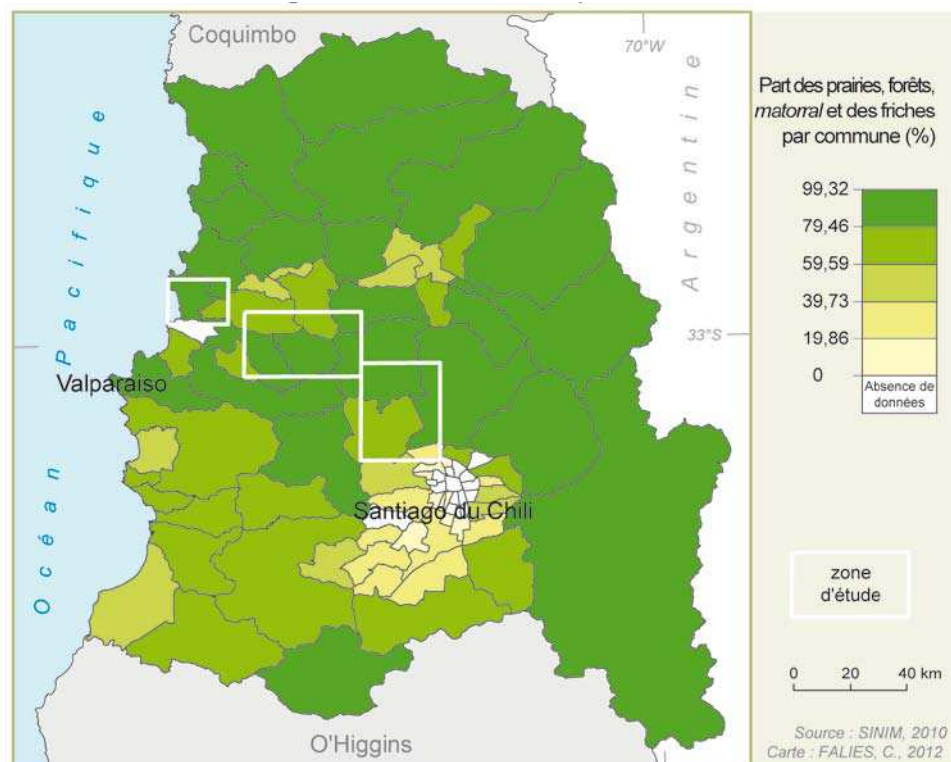 Coquimbo
70°W
Argentine
Océan Pacifique
33°S
Valparaiso
Santiago du Chili
O'Higgins
Part des prairies, forêts,
matorral et des friches
par commune (%)
99,32
79,46
59,59
39,73
19,86
0
Absence de
données
zone
d'étude
0 20 40 km
Source : SINIM, 2010
Carte : FALIES, C., 2012